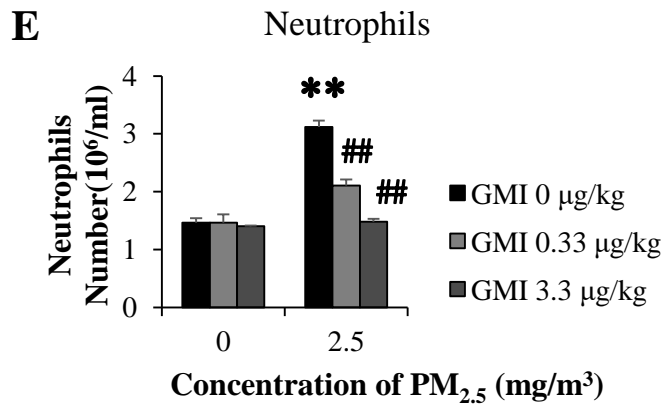 E
Neutrophils
Neutrophils
Number(10⁶/ml)
4
3
2
1
0
**
##
##
0
2.5
Concentration of PM₂.₅ (mg/m³)
GMI 0 µg/kg
GMI 0.33 µg/kg
GMI 3.3 µg/kg